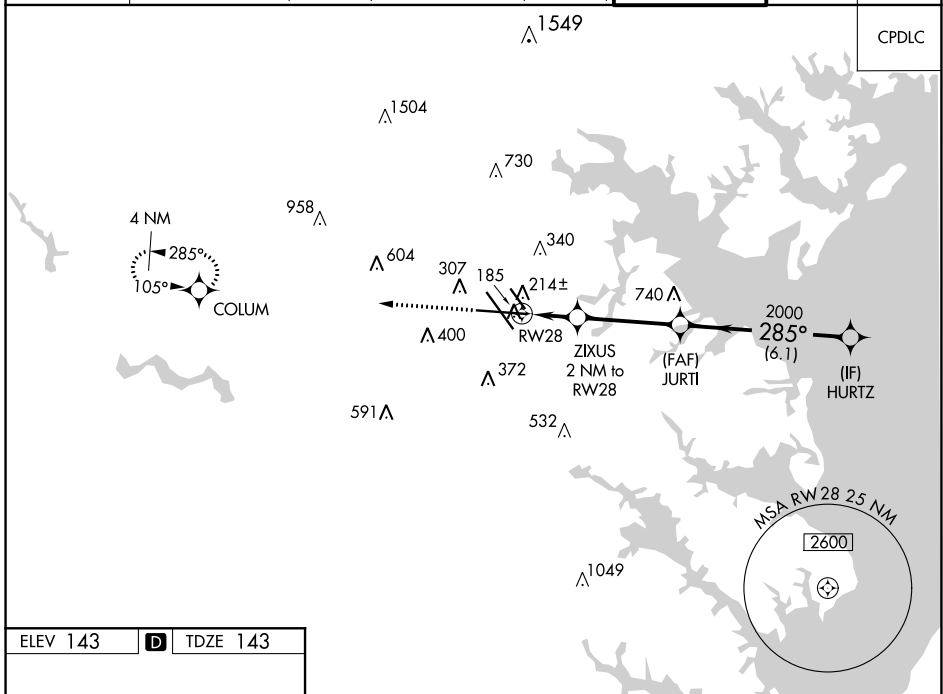 1549
CPDLC
1504
730
958
4 NM
285°
105°
COLUM
604
340
307
185
214±
740
RW28
400
ZIXUS
2 NM to
RW28
(FAF)
JURTI
2000
285°
(6.1)
(IF)
HURTZ
372
591
532
MSA RW28 25 NM
2600
1049
ELEV 143
D
TDZE 143